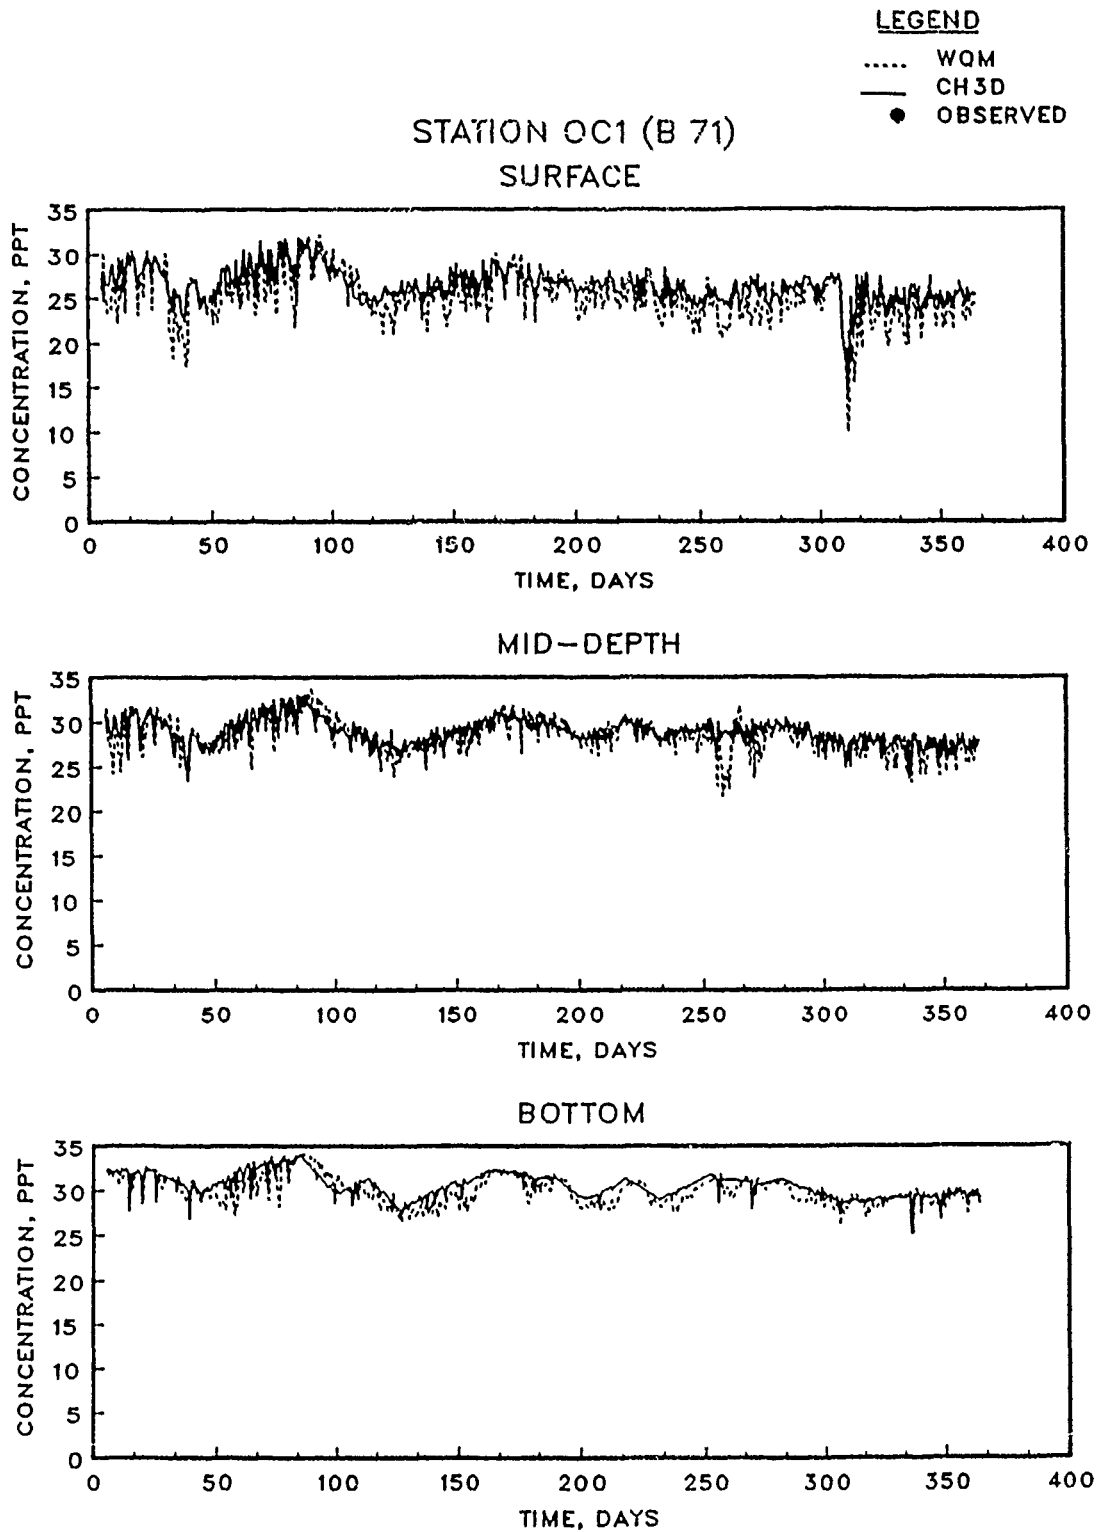 LEGEND
WQM
CH3D
OBSERVED
STATION OC1 (B 71)
SURFACE
CONCENTRATION, PPT
35
30
25
20
15
10
5
0
0 50 100 150 200 250 300 350 400
TIME, DAYS
MID-DEPTH
CONCENTRATION, PPT
35
30
25
20
15
10
5
0
0 50 100 150 200 250 300 350 400
TIME, DAYS
BOTTOM
CONCENTRATION, PPT
35
30
25
20
15
10
5
0
0 50 100 150 200 250 300 350 400
TIME, DAYS